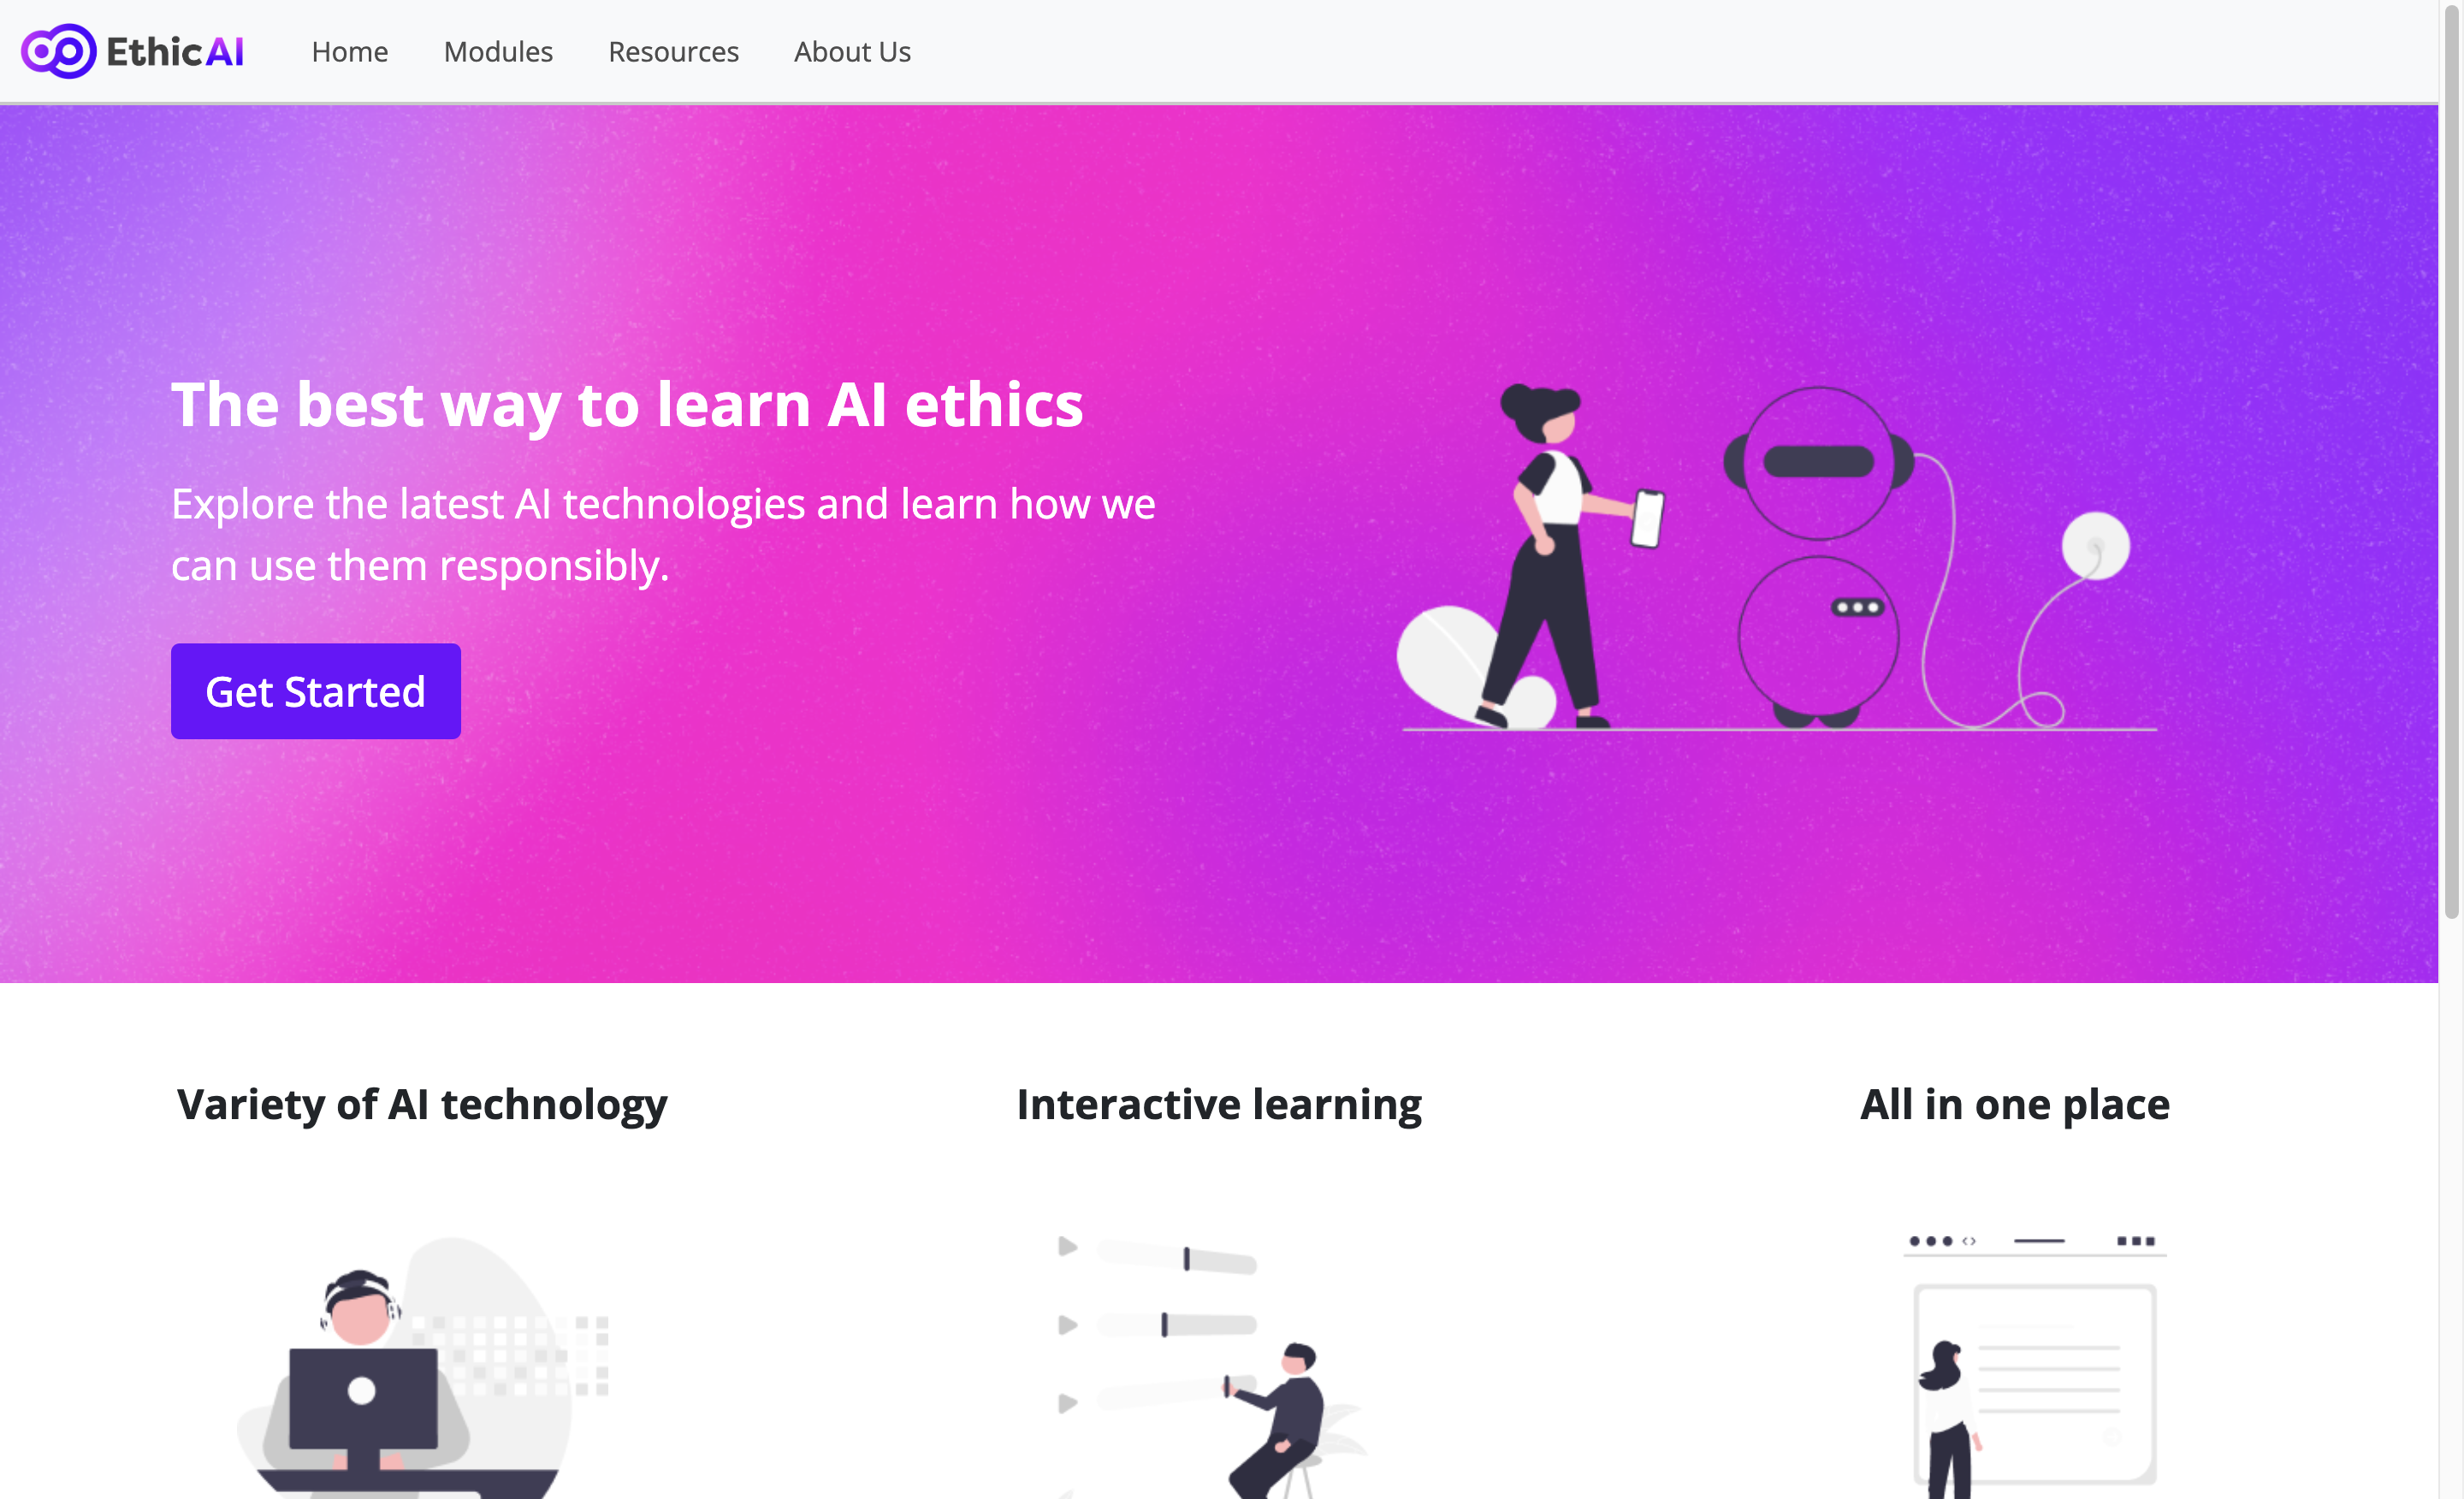 EthicAI Home Modules Resources About Us
The best way to learn AI ethics
Explore the latest AI technologies and learn how we
can use them responsibly.
Get Started
Variety of AI technology
Interactive learning
All in one place